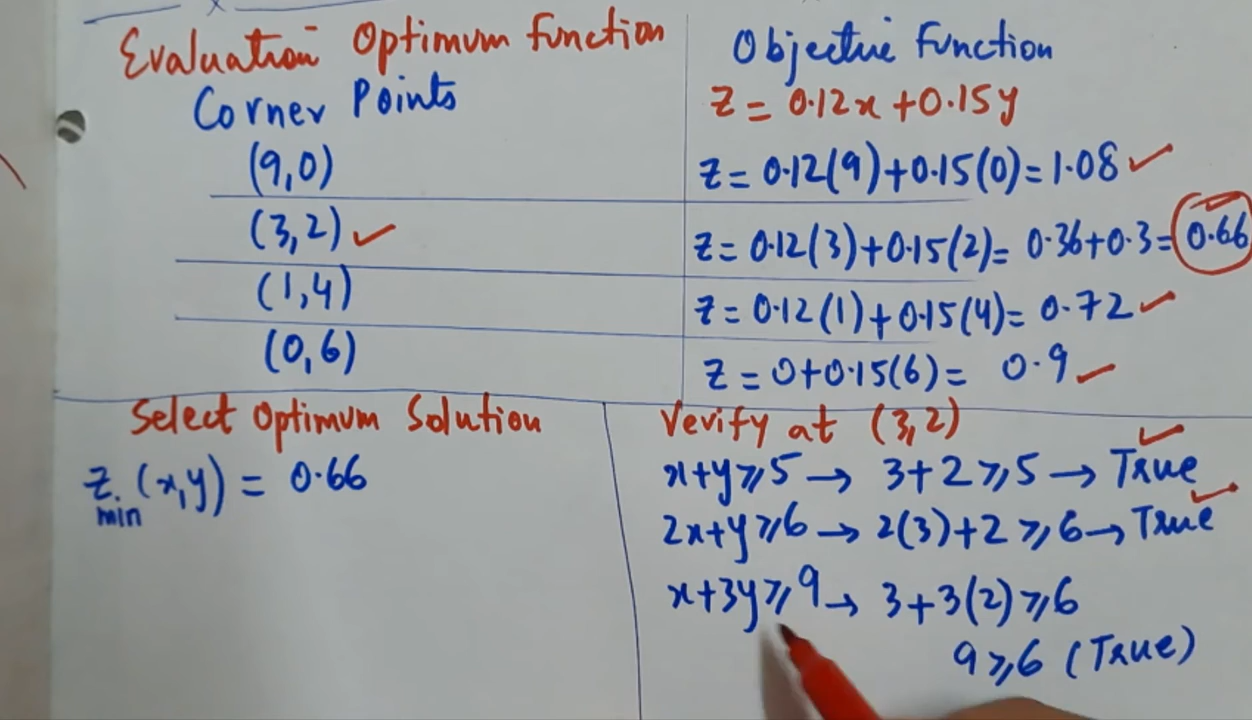 Evaluation Optimum Function
Corner Points
(9,0)
(3,2) ✓
(1,4)
(0,6)
Objective Function
Z = 0.12x+0.15y
Z = 0.12(9)+0.15(0)=1.08 ✓
Z = 0.12(3)+0.15(2)= 0.36+0.3= 0.66
Z = 0.12(1)+0.15(4)= 0.72 ✓
Z = 0+0.15(6)= 0.9 ✓
Select Optimum Solution
Z min (x,y) = 0.66
Verify at (3,2)
x+y⩾5 → 3+2⩾5 → True ✓
2x+y⩾6 → 2(3)+2⩾6 → True ✓
x+3y⩾9 → 3+3(2)⩾6
9⩾6 (True)